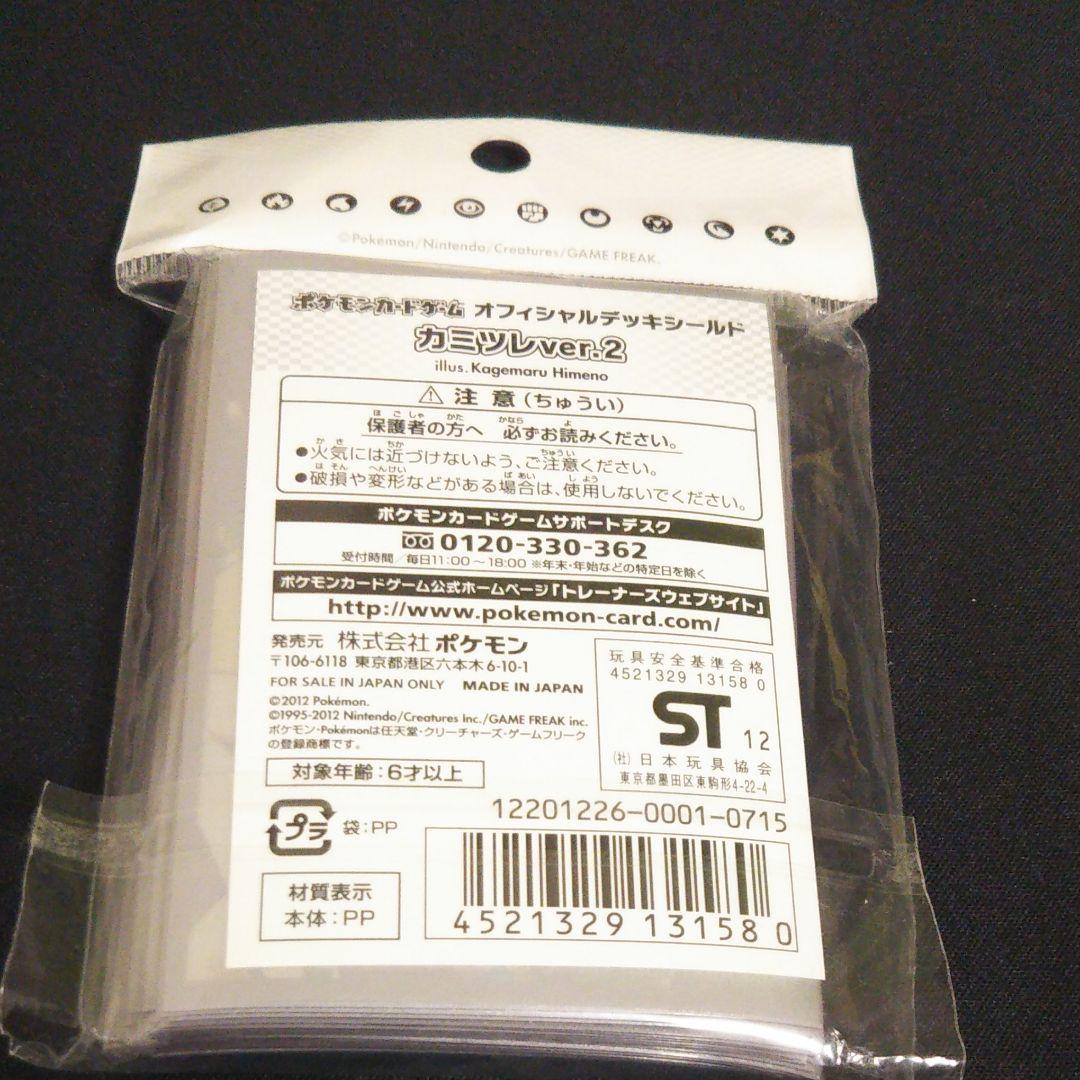 ©Pokémon/Nintendo/Creatures/GAME FREAK.
ポケモンカードゲーム オフィシャルデッキシールド
カミツレver.2
illus. Kagemaru Himeno
⚠ 注意(ちゅうい)
保護者の方へ 必ずお読みください。
●火気には近づけないよう、ご注意ください。
●破損や変形などがある場合は、使用しないでください。
ポケモンカードゲームサポートデスク
0120-330-362
受付時間/毎日11:00~18:00 ※年末・年始などの特定日を除く
ポケモンカードゲーム公式ホームページ「トレーナーズウェブサイト」
http://www.pokemon-card.com/
発売元 株式会社ポケモン
〒106-6118 東京都港区六本木6-10-1
FOR SALE IN JAPAN ONLY MADE IN JAPAN
©2012 Pokémon.
©1995-2012 Nintendo/Creatures Inc./GAME FREAK inc.
ポケモン・Pokémonは任天堂・クリーチャーズ・ゲームフリーク
の登録商標です。
対象年齢:6才以上
玩具安全基準合格
4521329 13158 0
ST 12
(社)日本玩具協会
東京都墨田区東駒形4-22-4
プラ 袋:PP
材質表示
本体:PP
12201226-0001-0715
4521329 131580